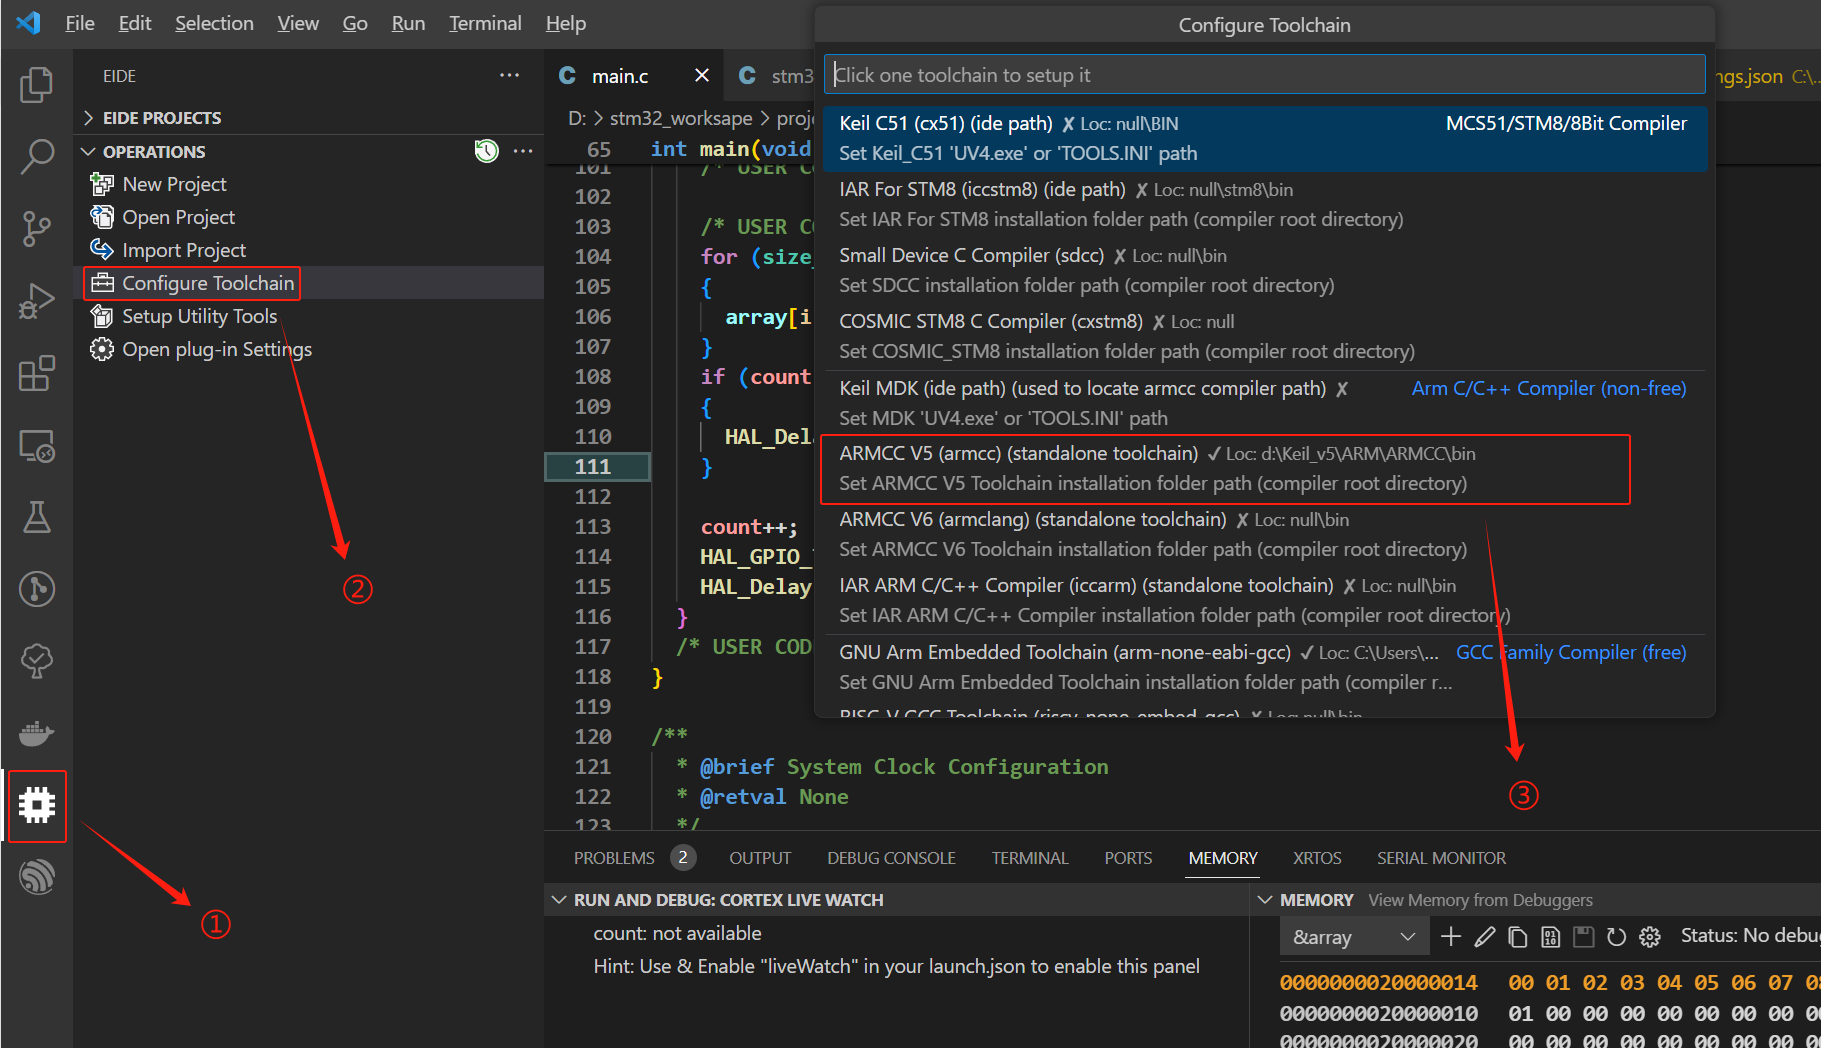 File Edit Selection View Go Run Terminal Help
Configure Toolchain
EIDE
main.c
stm3
Click one toolchain to setup it
ngs.json C:\...
EIDE PROJECTS
D: > stm32_worksape > proj
OPERATIONS
New Project
Open Project
Import Project
Configure Toolchain
Setup Utility Tools
Open plug-in Settings
65 int main(void
101 /* USER C
102
103 /* USER C
104 for (size_
105 {
106 array[i
107 }
108 if (count
109 {
110 HAL_Del
111 }
112
113 count++;
114 HAL_GPIO_
115 HAL_Delay
116 }
117 /* USER COD
118 }
119
120 /**
121 * @brief System Clock Configuration
122 * @retval None
123 */
Keil C51 (cx51) (ide path) ✗ Loc: null\BIN MCS51/STM8/8Bit Compiler
Set Keil_C51 'UV4.exe' or 'TOOLS.INI' path
IAR For STM8 (iccstm8) (ide path) ✗ Loc: null\stm8\bin
Set IAR For STM8 installation folder path (compiler root directory)
Small Device C Compiler (sdcc) ✗ Loc: null\bin
Set SDCC installation folder path (compiler root directory)
COSMIC STM8 C Compiler (cxstm8) ✗ Loc: null
Set COSMIC_STM8 installation folder path (compiler root directory)
Keil MDK (ide path) (used to locate armcc compiler path) ✗ Arm C/C++ Compiler (non-free)
Set MDK 'UV4.exe' or 'TOOLS.INI' path
ARMCC V5 (armcc) (standalone toolchain) ✓ Loc: d:\Keil_v5\ARM\ARMCC\bin
Set ARMCC V5 Toolchain installation folder path (compiler root directory)
ARMCC V6 (armclang) (standalone toolchain) ✗ Loc: null\bin
Set ARMCC V6 Toolchain installation folder path (compiler root directory)
IAR ARM C/C++ Compiler (iccarm) (standalone toolchain) ✗ Loc: null\bin
Set IAR ARM C/C++ Compiler installation folder path (compiler root directory)
GNU Arm Embedded Toolchain (arm-none-eabi-gcc) ✓ Loc: C:\Users\... GCC Family Compiler (free)
Set GNU Arm Embedded Toolchain installation folder path (compiler r...
RISC-V GCC Toolchain (riscv-none-embed-gcc) ✗ Loc: null\bin
②
③
①
PROBLEMS 2 OUTPUT DEBUG CONSOLE TERMINAL PORTS MEMORY XRTOS SERIAL MONITOR
RUN AND DEBUG: CORTEX LIVE WATCH
count: not available
Hint: Use & Enable "liveWatch" in your launch.json to enable this panel
MEMORY View Memory from Debuggers
&array Status: No debu
0000000020000014 00 01 02 03 04 05 06 07 08
0000000020000010 01 00 00 00 00 00 00 00 0
0000000020000020 00 00 00 00 00 00 00 00 0